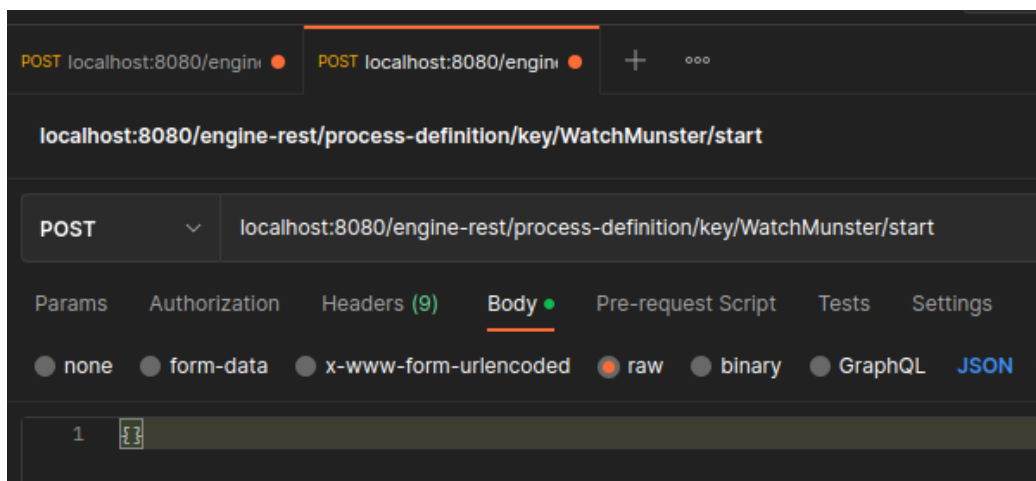 POST localhost:8080/engin POST localhost:8080/engin
localhost:8080/engine-rest/process-definition/key/WatchMunster/start
POST localhost:8080/engine-rest/process-definition/key/WatchMunster/start
Params Authorization Headers (9) Body Pre-request Script Tests Settings
none form-data x-www-form-urlencoded raw binary GraphQL JSON
1 {}